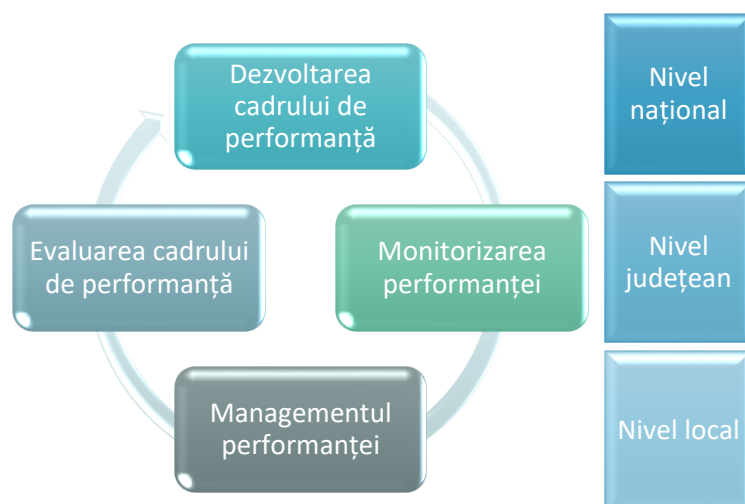 Dezvoltarea
cadrului de
performanță
Nivel
național
Evaluarea cadrului
de performanță
Monitorizarea
performanței
Nivel
județean
Managementul
performanței
Nivel local